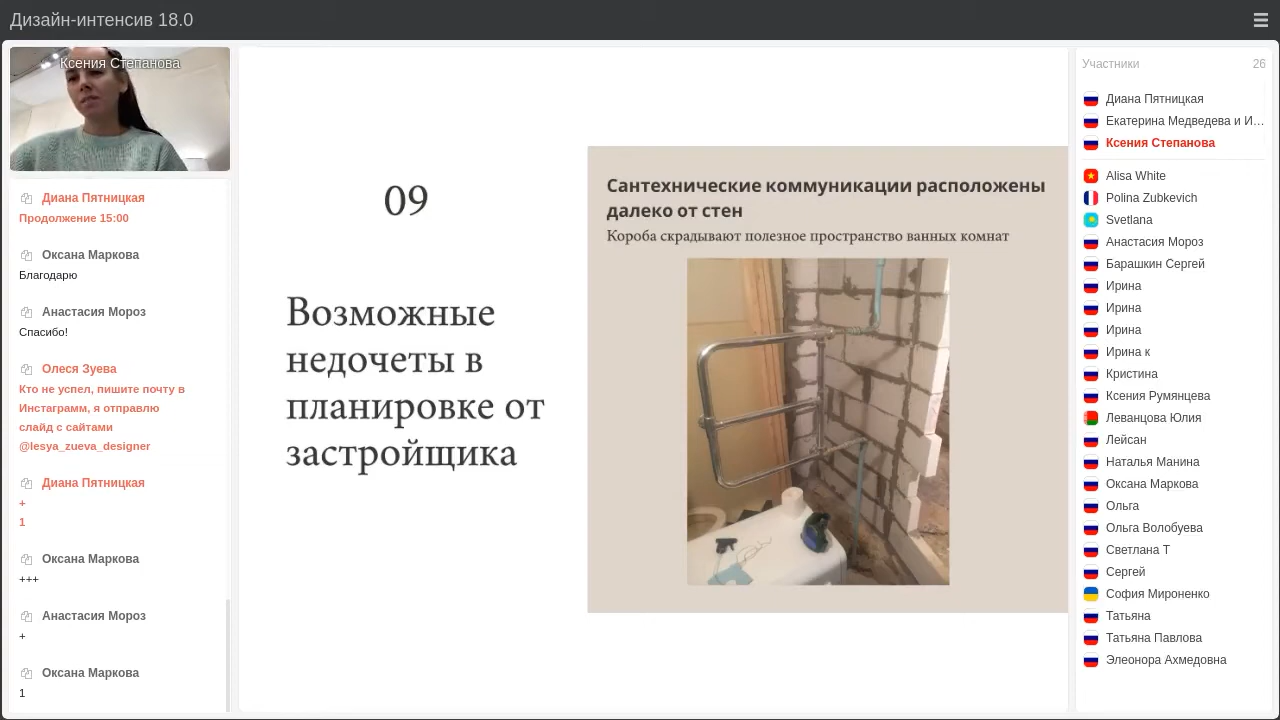 Дизайн-интенсив 18.0
Ксения Степанова
Диана Пятницкая
Продолжение 15:00
Оксана Маркова
Благодарю
Анастасия Мороз
Спасибо!
Олеся Зуева
Кто не успел, пишите почту в
Инстаграмм, я отправлю
слайд с сайтами
@lesya_zueva_designer
Диана Пятницкая
+
1
Оксана Маркова
+++
Анастасия Мороз
+
Оксана Маркова
1
09
Возможные
недочеты в
планировке от
застройщика
Сантехнические коммуникации расположены
далеко от стен
Короба скрадывают полезное пространство ванных комнат
Участники 26
Диана Пятницкая
Екатерина Медведева и И...
Ксения Степанова
Alisa White
Polina Zubkevich
Svetlana
Анастасия Мороз
Барашкин Сергей
Ирина
Ирина
Ирина
Ирина к
Кристина
Ксения Румянцева
Леванцова Юлия
Лейсан
Наталья Манина
Оксана Маркова
Ольга
Ольга Волобуева
Светлана Т
Сергей
София Мироненко
Татьяна
Татьяна Павлова
Элеонора Ахмедовна